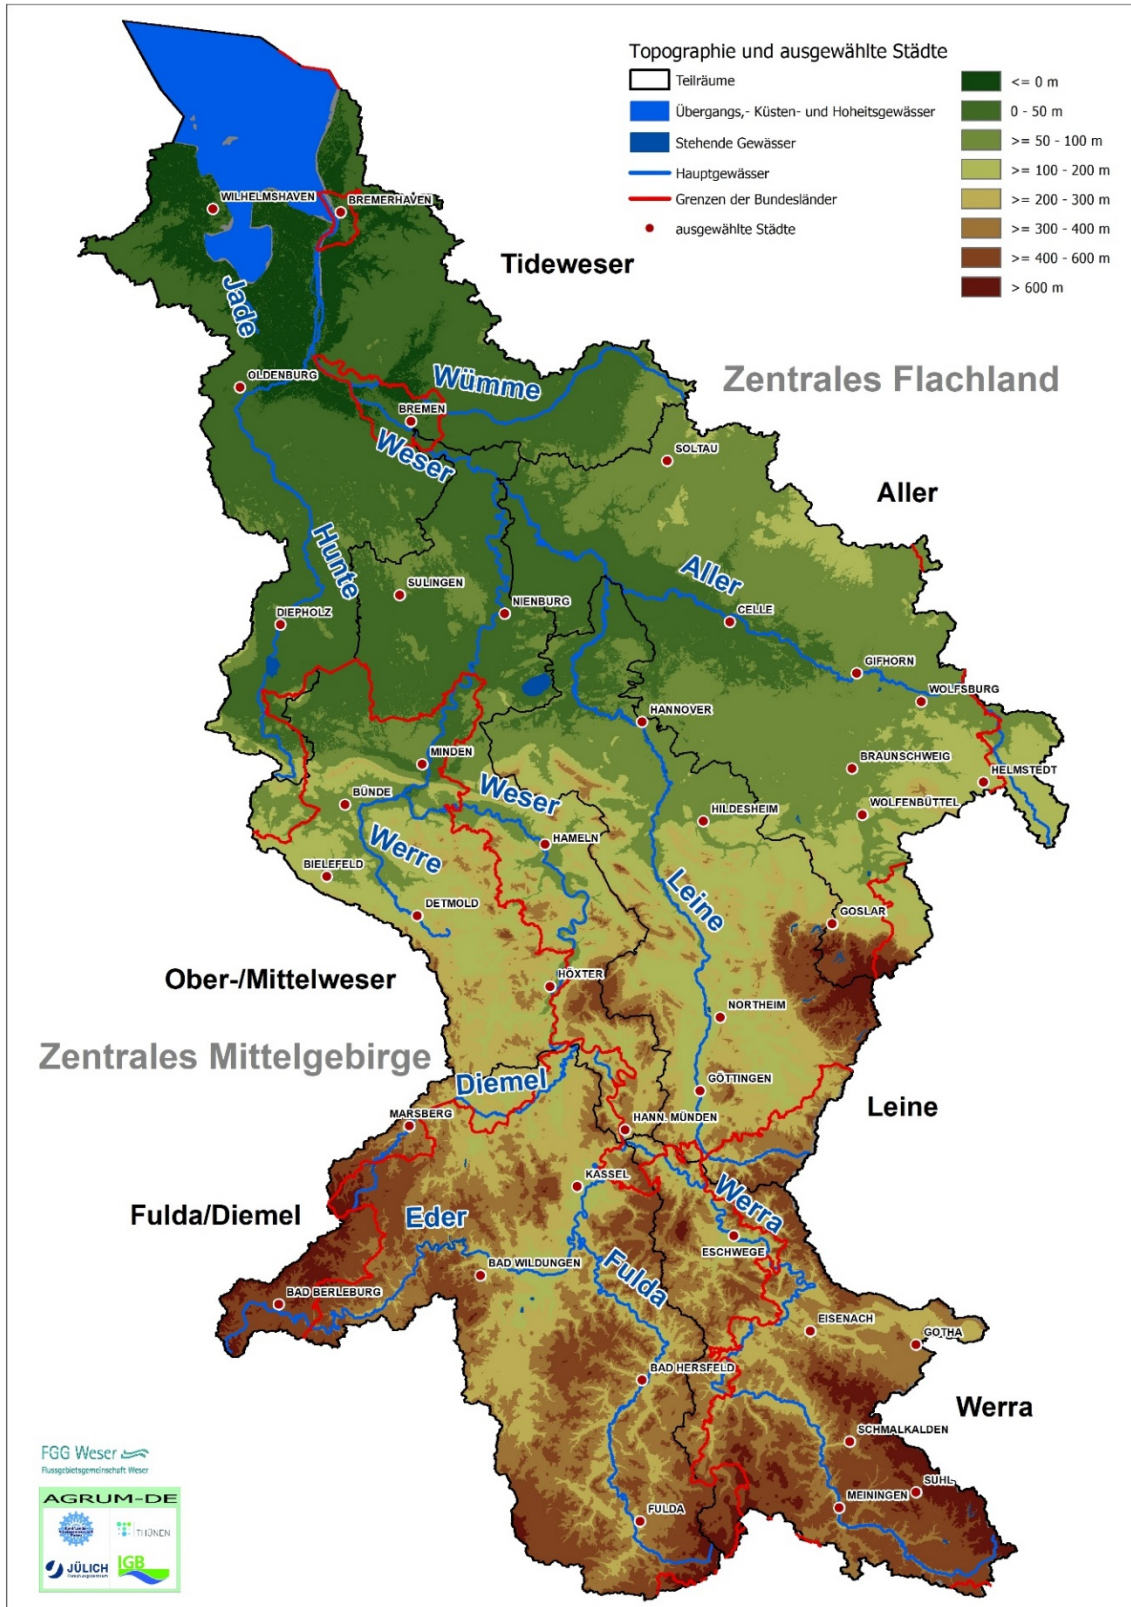 Topographie und ausgewählte Städte
Teilräume
Übergangs,- Küsten- und Hoheitsgewässer
Stehende Gewässer
Hauptgewässer
Grenzen der Bundesländer
ausgewählte Städte
<= 0 m
0 - 50 m
>= 50 - 100 m
>= 100 - 200 m
>= 200 - 300 m
>= 300 - 400 m
>= 400 - 600 m
> 600 m
WILHELMSHAVEN
BREMERHAVEN
Tideweser
Jade
OLDENBURG
Wümme
Zentrales Flachland
BREMEN
Weser
SOLTAU
Aller
Hunte
Aller
SULINGEN
NIENBURG
CELLE
DIEPHOLZ
GIFHORN
WOLFSBURG
HANNOVER
MINDEN
BRAUNSCHWEIG
HELMSTEDT
BÜNDE
Weser
HILDESHEIM
WOLFENBÜTTEL
Werre
HAMELN
BIELEFELD
Leine
DETMOLD
GOSLAR
Ober-/Mittelweser
HÖXTER
NORTHEIM
Zentrales Mittelgebirge
Diemel
GÖTTINGEN
Leine
MARSBERG
HANN. MÜNDEN
KASSEL
Fulda/Diemel
Eder
Werra
ESCHWEGE
BAD WILDUNGEN
Fulda
BAD BERLEBURG
EISENACH
GOTHA
BAD HERSFELD
Werra
SCHMALKALDEN
SUHL
MEININGEN
FULDA
FGG Weser
Flussgebietsgemeinschaft Weser
AGRUM-DE
THÜNEN
JÜLICH
Forschungszentrum
IGB